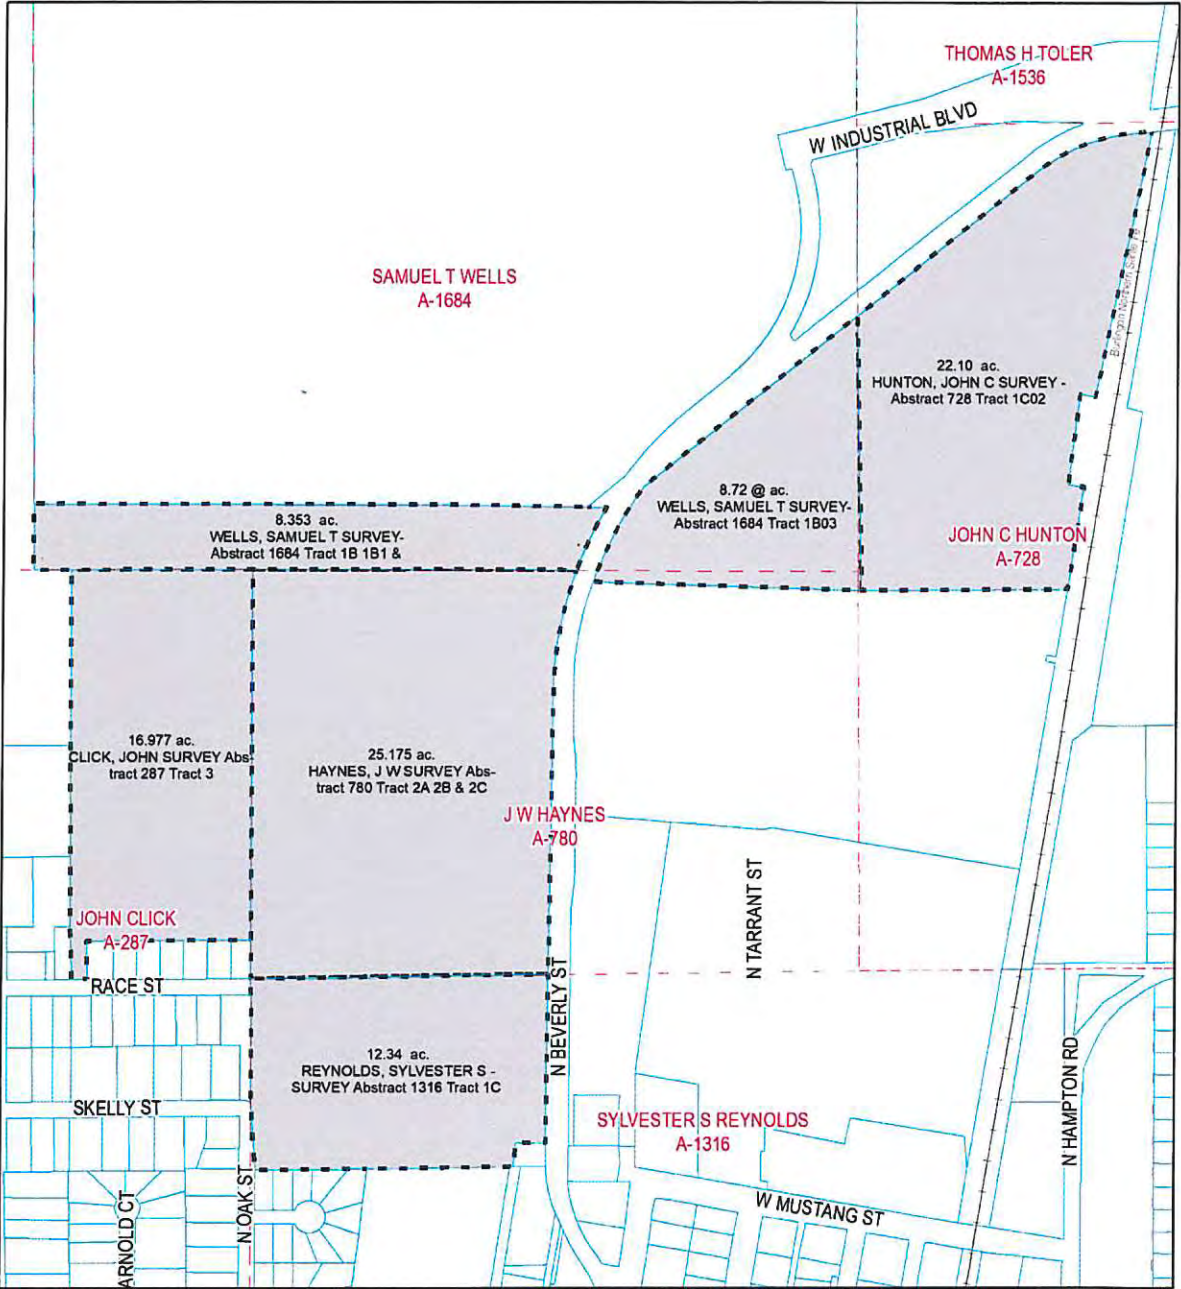 THOMAS H TOLER
A-1536
W INDUSTRIAL BLVD
SAMUEL T WELLS
A-1684
Burlington Northern Santa Fe
22.10 ac.
HUNTON, JOHN C SURVEY -
Abstract 728 Tract 1C02
8.72 @ ac.
WELLS, SAMUEL T SURVEY-
Abstract 1684 Tract 1B03
8.353 ac.
WELLS, SAMUEL T SURVEY-
Abstract 1684 Tract 1B 1B1 &
JOHN C HUNTON
A-728
16.977 ac.
CLICK, JOHN SURVEY Abs-
tract 287 Tract 3
25.175 ac.
HAYNES, J W SURVEY Abs-
tract 780 Tract 2A 2B & 2C
J W HAYNES
A-780
N TARRANT ST
JOHN CLICK
A-287
RACE ST
N BEVERLY ST
12.34 ac.
REYNOLDS, SYLVESTER S -
SURVEY Abstract 1316 Tract 1C
SKELLY ST
SYLVESTER S REYNOLDS
A-1316
N HAMPTON RD
W MUSTANG ST
N OAK ST
ARNOLD CT